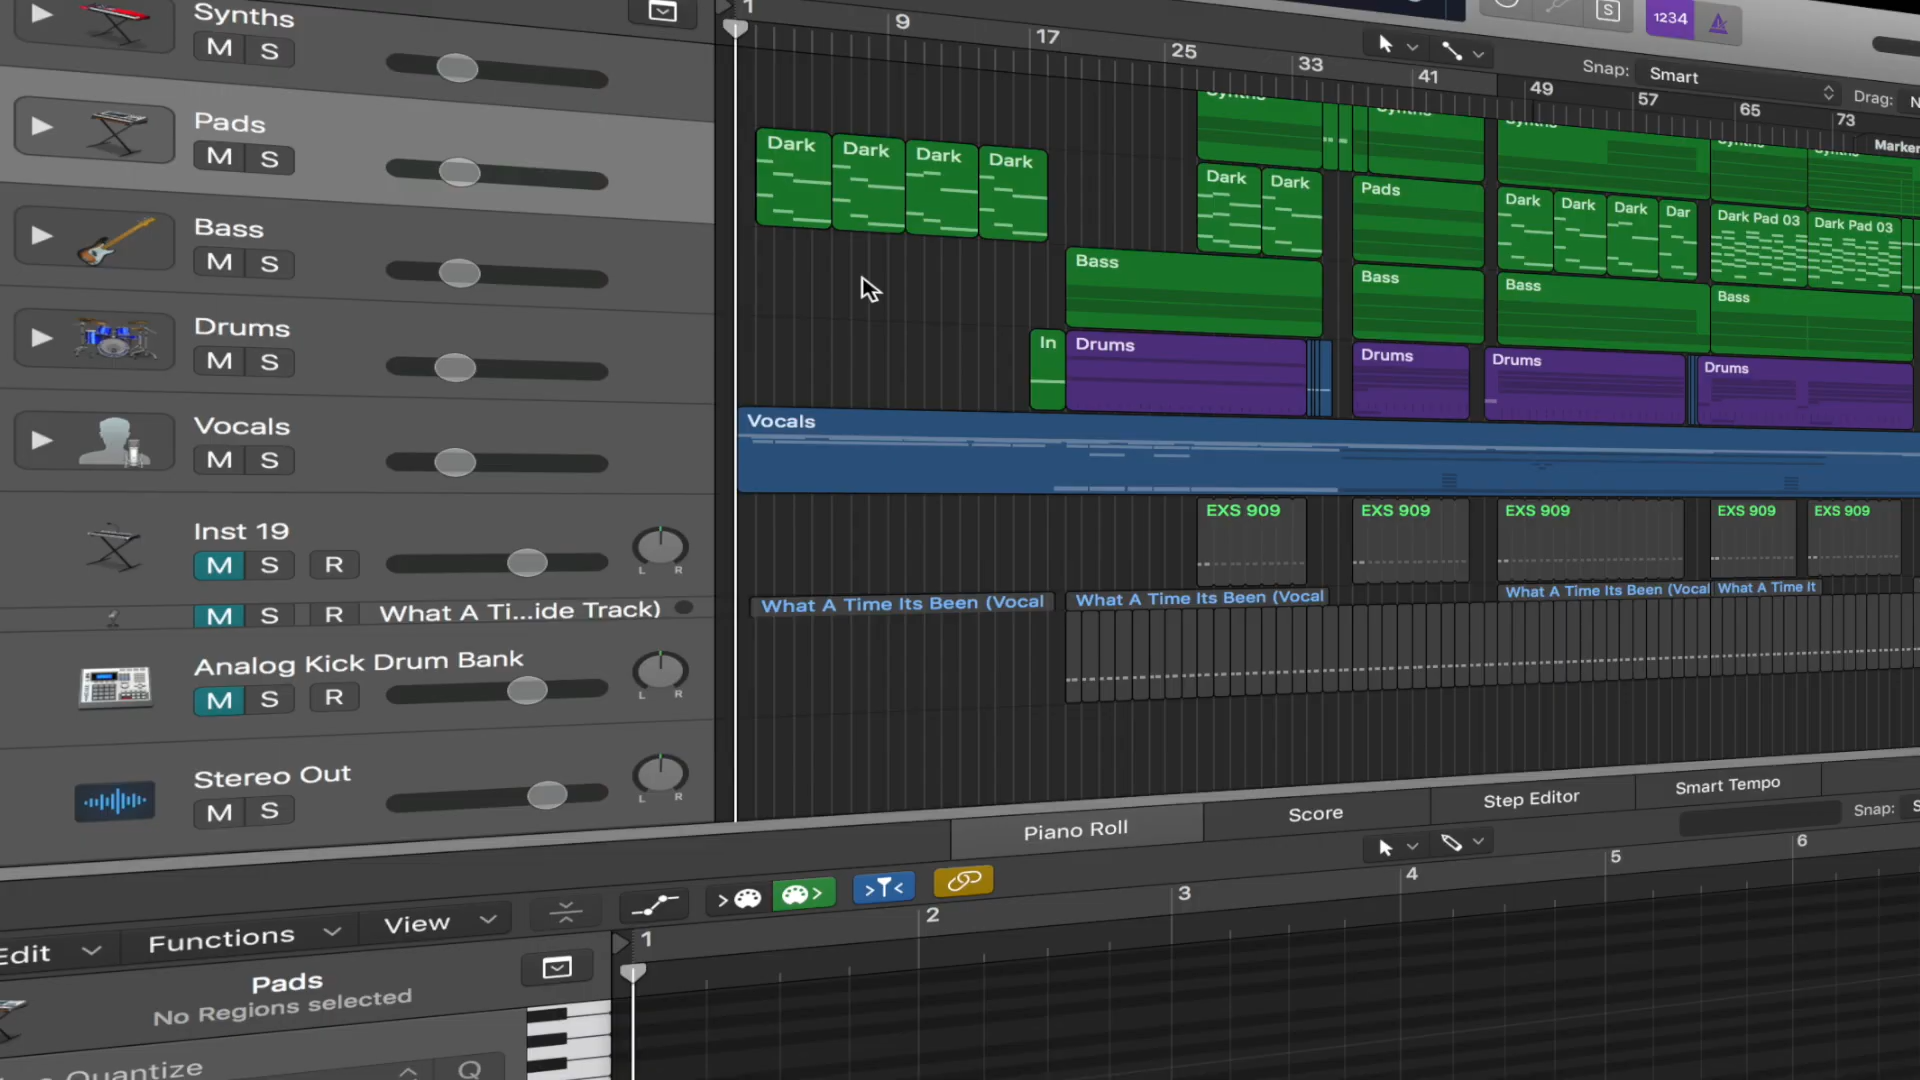 Synths
M S
1 9 17 25 33 41 49 57 65 73
S
1234
Snap: Smart
Drag:
Marker
Pads
M S
Dark Dark Dark Dark
Synths Synths Synths Synths Synths
Dark Dark
Pads
Dark Dark Dark Dar
Dark Pad 03 Dark Pad 03
Bass
M S
Bass Bass Bass Bass
Drums
M S
In Drums Drums Drums Drums
Vocals
M S
Vocals
Inst 19
M S R
L R
EXS 909 EXS 909 EXS 909 EXS 909 EXS 909
M S R What A Ti...ide Track)
What A Time Its Been (Vocal What A Time Its Been (Vocal What A Time Its Been (Vocal What A Time It
Analog Kick Drum Bank
M S R
L R
Stereo Out
M S
L R
Piano Roll Score Step Editor Smart Tempo
Snap:
Edit Functions View
1 2 3 4 5 6
Pads
No Regions selected
Quantize
Q